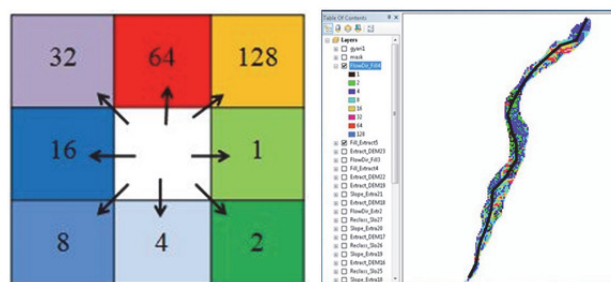 32 64 128
16 1
8 4 2
Table Of Contents
Layers
gyari1
mask
FlowDir_Fill4
1
2
4
8
16
32
64
128
Fill_Extract5
Extract_DEM23
FlowDir_Fill3
Fill_Extract4
Extract_DEM22
Extract_DEM19
Slope_Extra21
Extract_DEM18
FlowDir_Extr2
Reclass_Slo27
Slope_Extra20
Extract_DEM17
Reclass_Slo26
Slope_Extra19
Extract_DEM16
Reclass_Slo25
Slope_Extra18